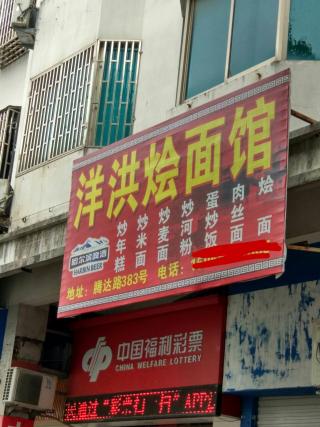 洋洪烩面馆
炒年糕
炒米面
炒麦面
炒河粉
蛋炒饭
肉丝面
烩面
哈尔滨啤酒
HARBIN BEER
地址：腾达路383号 电话：
中国福利彩票
CHINA WELFARE LOTTERY